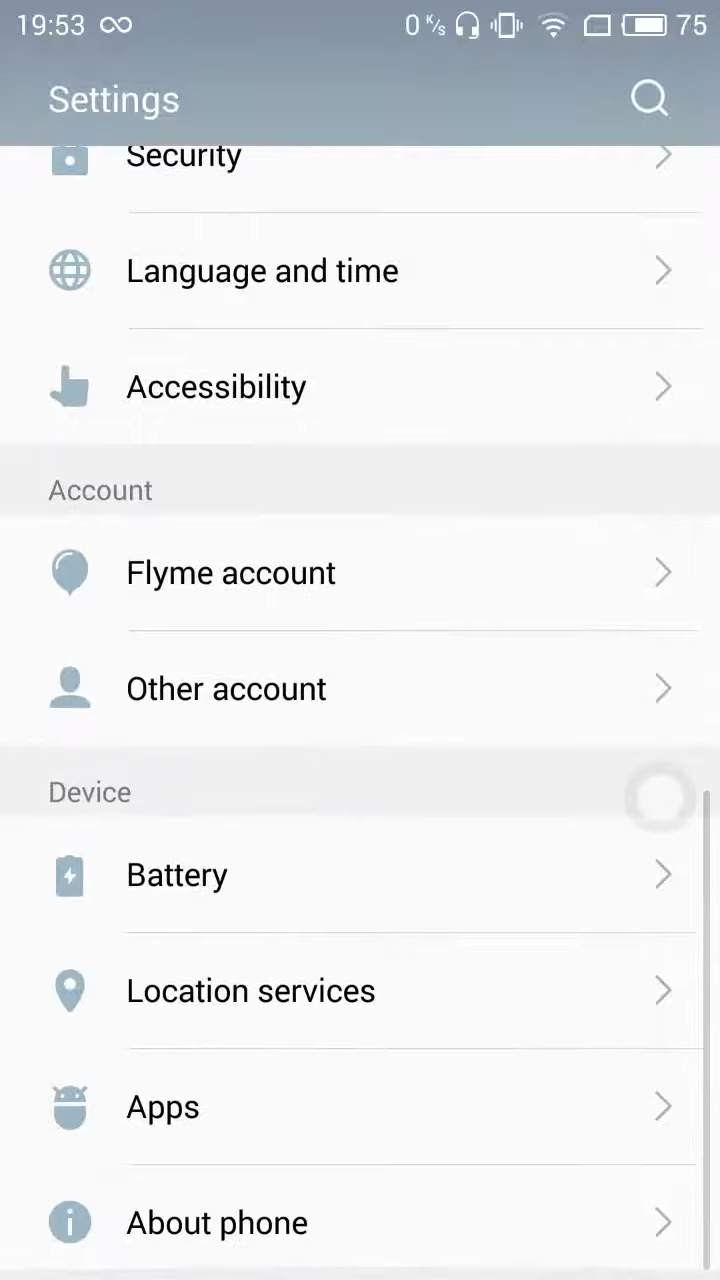 19:53 0 K/s 75
Settings
Security
Language and time
Accessibility
Account
Flyme account
Other account
Device
Battery
Location services
Apps
About phone